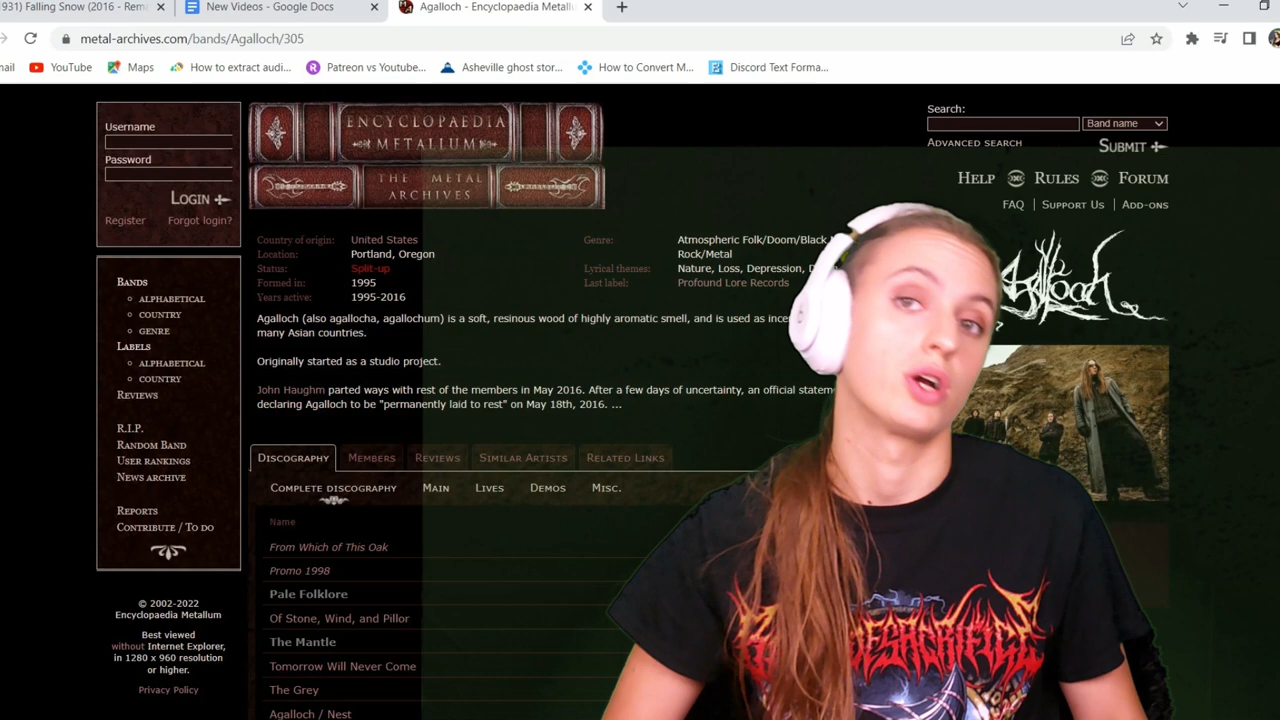 1931) Falling Snow (2016 - Rem
New Videos - Google Docs
Agalloch - Encyclopaedia Metallu
metal-archives.com/bands/Agalloch/305
mail
YouTube
Maps
How to extract audi...
Patreon vs Youtube...
Asheville ghost stor...
How to Convert M...
Discord Text Forma...
Username
Password
LOGIN
Register Forgot login?
ENCYCLOPAEDIA
METALLUM
THE METAL
ARCHIVES
Search:
Band name
ADVANCED SEARCH
SUBMIT
HELP RULES FORUM
FAQ | SUPPORT US | ADD-ONS
BANDS
ALPHABETICAL
COUNTRY
GENRE
LABELS
ALPHABETICAL
COUNTRY
REVIEWS
R.I.P.
RANDOM BAND
USER RANKINGS
NEWS ARCHIVE
REPORTS
CONTRIBUTE / TO DO
© 2002-2022
Encyclopaedia Metallum
Best viewed
without Internet Explorer,
in 1280 x 960 resolution
or higher.
Privacy Policy
Country of origin: United States
Location: Portland, Oregon
Status: Split-up
Formed in: 1995
Years active: 1995-2016
Genre: Atmospheric Folk/Doom/Black
Rock/Metal
Lyrical themes: Nature, Loss, Depression,
Last label: Profound Lore Records
Agalloch
Agalloch (also agallocha, agallochum) is a soft, resinous wood of highly aromatic smell, and is used as ince
many Asian countries.
Originally started as a studio project.
John Haughm parted ways with rest of the members in May 2016. After a few days of uncertainty, an official stateme
declaring Agalloch to be "permanently laid to rest" on May 18th, 2016. ...
DISCOGRAPHY MEMBERS REVIEWS SIMILAR ARTISTS RELATED LINKS
COMPLETE DISCOGRAPHY MAIN LIVES DEMOS MISC.
Name
From Which of This Oak
Promo 1998
Pale Folklore
Of Stone, Wind, and Pillor
The Mantle
Tomorrow Will Never Come
The Grey
Agalloch / Nest